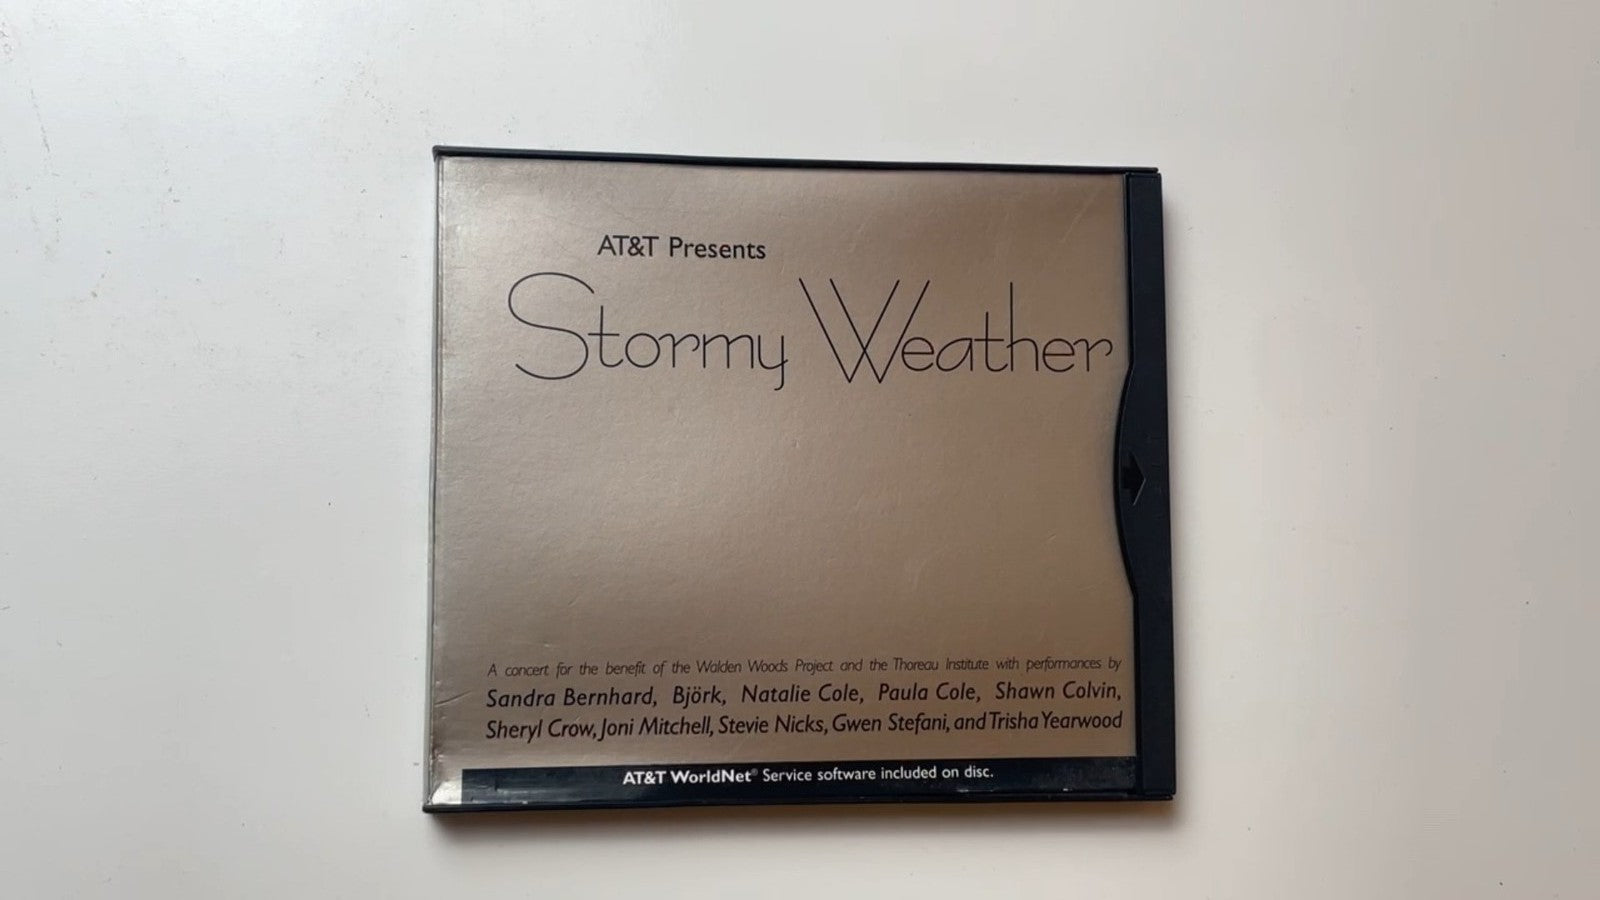 AT&T Presents
Stormy Weather
A concert for the benefit of the Walden Woods Project and the Thoreau Institute with performances by
Sandra Bernhard, Björk, Natalie Cole, Paula Cole, Shawn Colvin,
Sheryl Crow, Joni Mitchell, Stevie Nicks, Gwen Stefani, and Trisha Yearwood
AT&T WorldNet® Service software included on disc.